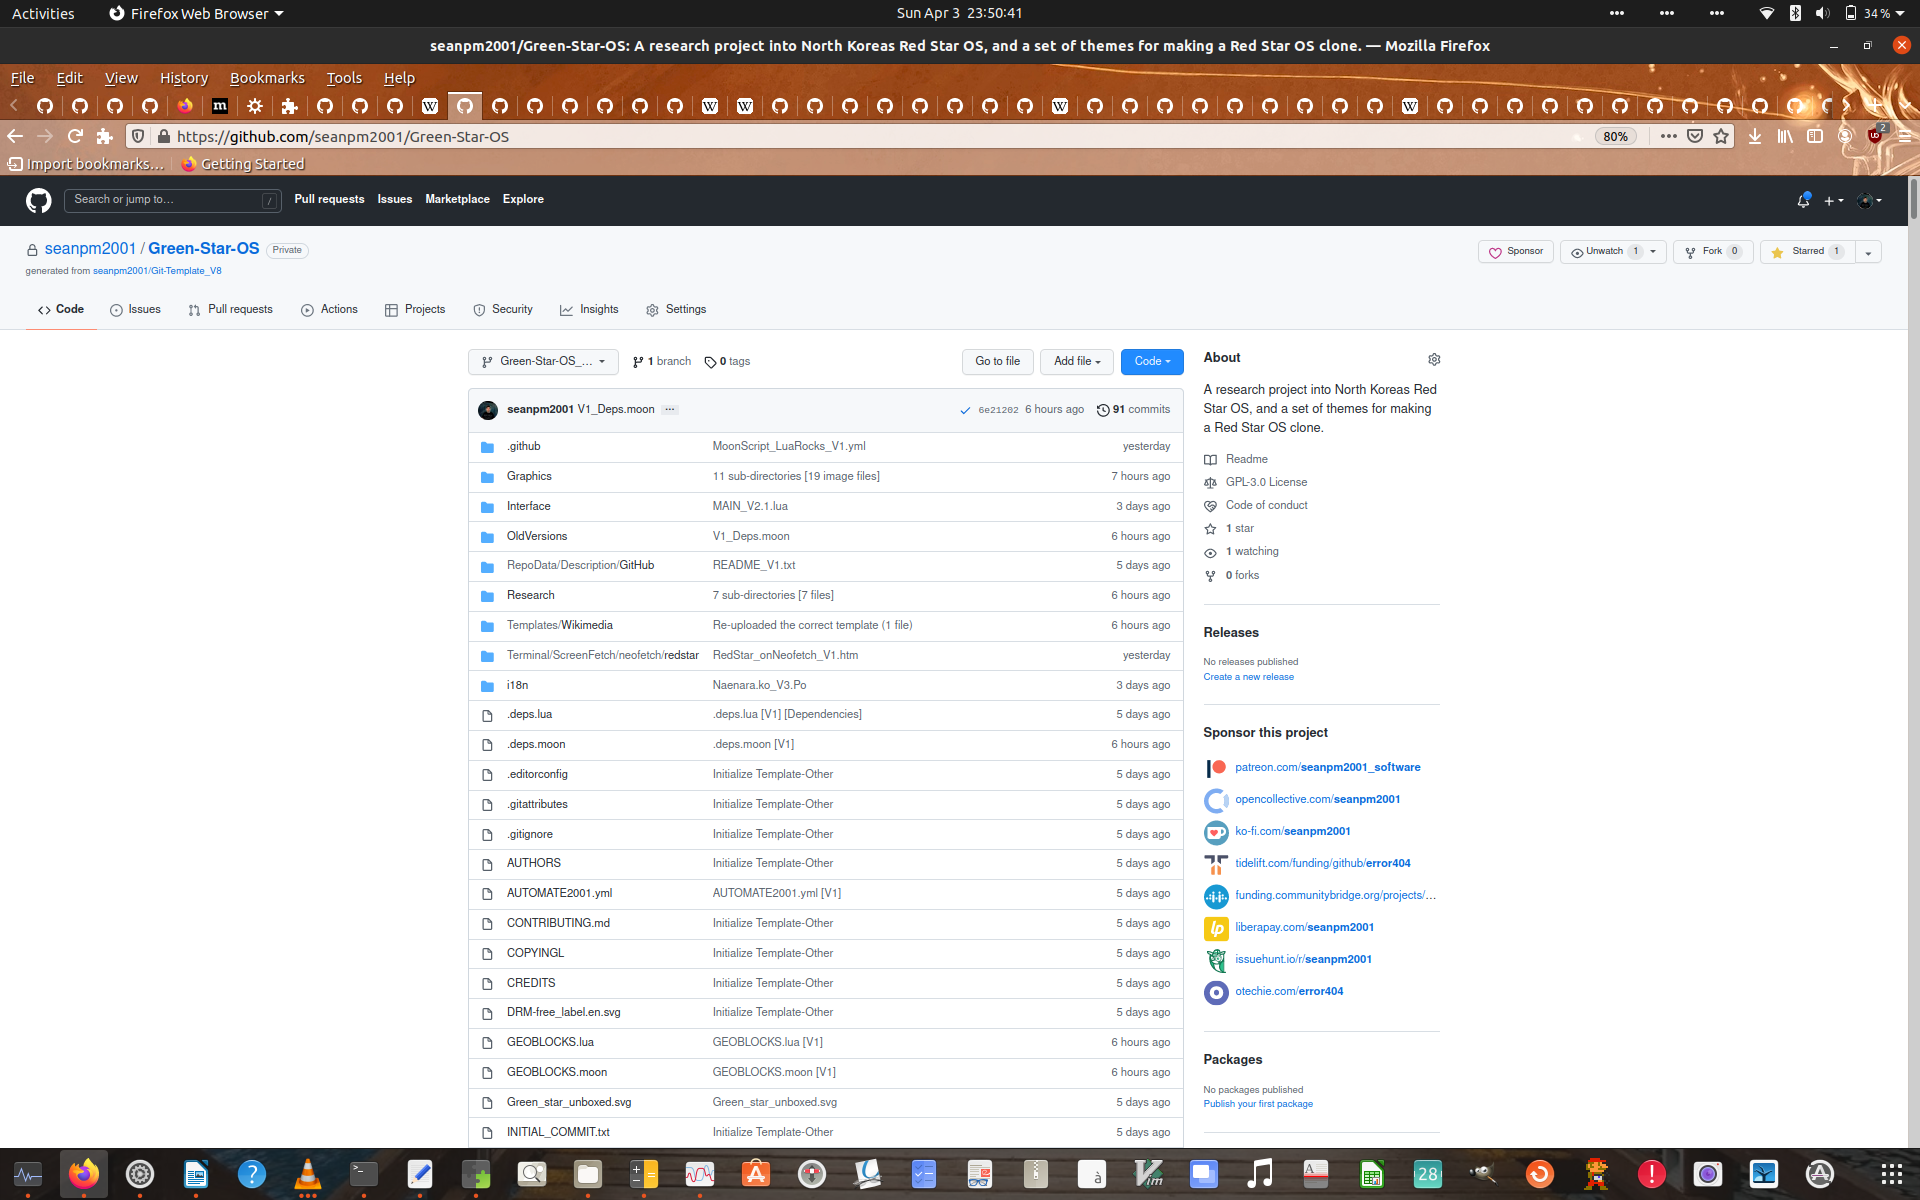 Activities
Firefox Web Browser
Sun Apr 3 23:50:41
34 %
seanpm2001/Green-Star-OS: A research project into North Koreas Red Star OS, and a set of themes for making a Red Star OS clone. — Mozilla Firefox
File Edit View History Bookmarks Tools Help
https://github.com/seanpm2001/Green-Star-OS
80%
2
Import bookmarks...
Getting Started
Search or jump to...
/
Pull requests Issues Marketplace Explore
seanpm2001 / Green-Star-OS Private
generated from seanpm2001/Git-Template_V8
Sponsor
Unwatch 1
Fork 0
Starred 1
Code Issues Pull requests Actions Projects Security Insights Settings
Green-Star-OS_...
1 branch
0 tags
Go to file
Add file
Code
seanpm2001 V1_Deps.moon
6e21202 6 hours ago
91 commits
.github MoonScript_LuaRocks_V1.yml yesterday
Graphics 11 sub-directories [19 image files] 7 hours ago
Interface MAIN_V2.1.lua 3 days ago
OldVersions V1_Deps.moon 6 hours ago
RepoData/Description/GitHub README_V1.txt 5 days ago
Research 7 sub-directories [7 files] 6 hours ago
Templates/Wikimedia Re-uploaded the correct template (1 file) 6 hours ago
Terminal/ScreenFetch/neofetch/redstar RedStar_onNeofetch_V1.htm yesterday
i18n Naenara.ko_V3.Po 3 days ago
.deps.lua .deps.lua [V1] [Dependencies] 5 days ago
.deps.moon .deps.moon [V1] 6 hours ago
.editorconfig Initialize Template-Other 5 days ago
.gitattributes Initialize Template-Other 5 days ago
.gitignore Initialize Template-Other 5 days ago
AUTHORS Initialize Template-Other 5 days ago
AUTOMATE2001.yml AUTOMATE2001.yml [V1] 5 days ago
CONTRIBUTING.md Initialize Template-Other 5 days ago
COPYINGL Initialize Template-Other 5 days ago
CREDITS Initialize Template-Other 5 days ago
DRM-free_label.en.svg Initialize Template-Other 5 days ago
GEOBLOCKS.lua GEOBLOCKS.lua [V1] 6 hours ago
GEOBLOCKS.moon GEOBLOCKS.moon [V1] 6 hours ago
Green_star_unboxed.svg Green_star_unboxed.svg 5 days ago
INITIAL_COMMIT.txt Initialize Template-Other 5 days ago
About
A research project into North Koreas Red
Star OS, and a set of themes for making
a Red Star OS clone.
Readme
GPL-3.0 License
Code of conduct
1 star
1 watching
0 forks
Releases
No releases published
Create a new release
Sponsor this project
patreon.com/seanpm2001_software
opencollective.com/seanpm2001
ko-fi.com/seanpm2001
tidelift.com/funding/github/error404
funding.communitybridge.org/projects/...
liberapay.com/seanpm2001
issuehunt.io/r/seanpm2001
otechie.com/error404
Packages
No packages published
Publish your first package
28